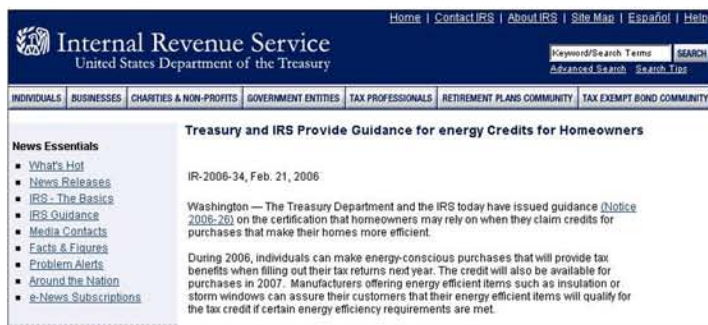 Home | Contact IRS | About IRS | Site Map | Español | Help
Internal Revenue Service
United States Department of the Treasury
Keyword/Search Terms SEARCH
Advanced Search Search Tips
INDIVIDUALS BUSINESSES CHARITIES & NON-PROFITS GOVERNMENT ENTITIES TAX PROFESSIONALS RETIREMENT PLANS COMMUNITY TAX EXEMPT BOND COMMUNITY
News Essentials
What's Hot
News Releases
IRS - The Basics
IRS Guidance
Media Contacts
Facts & Figures
Problem Alerts
Around the Nation
e-News Subscriptions
Treasury and IRS Provide Guidance for energy Credits for Homeowners
IR-2006-34, Feb. 21, 2006
Washington — The Treasury Department and the IRS today have issued guidance (Notice
2006-26) on the certification that homeowners may rely on when they claim credits for
purchases that make their homes more efficient.
During 2006, individuals can make energy-conscious purchases that will provide tax
benefits when filling out their tax returns next year. The credit will also be available for
purchases in 2007. Manufacturers offering energy efficient items such as insulation or
storm windows can assure their customers that their energy efficient items will qualify for
the tax credit if certain energy efficiency requirements are met.